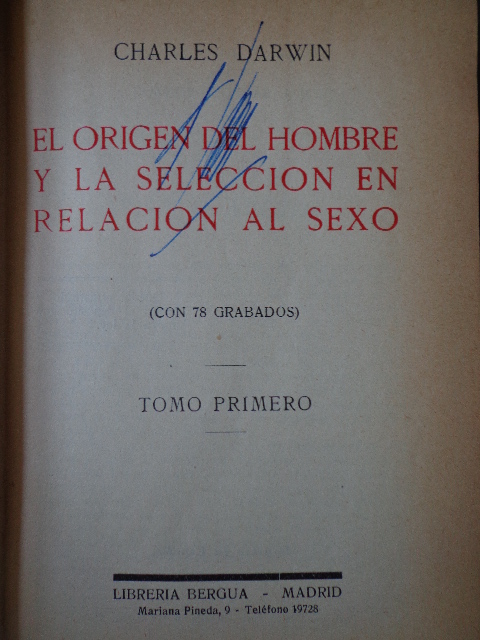 CHARLES DARWIN
EL ORIGEN DEL HOMBRE
Y LA SELECCION EN
RELACION AL SEXO
(CON 78 GRABADOS)
TOMO PRIMERO
LIBRERIA BERGUA - MADRID
Mariana Pineda, 9 - Teléfono 19728